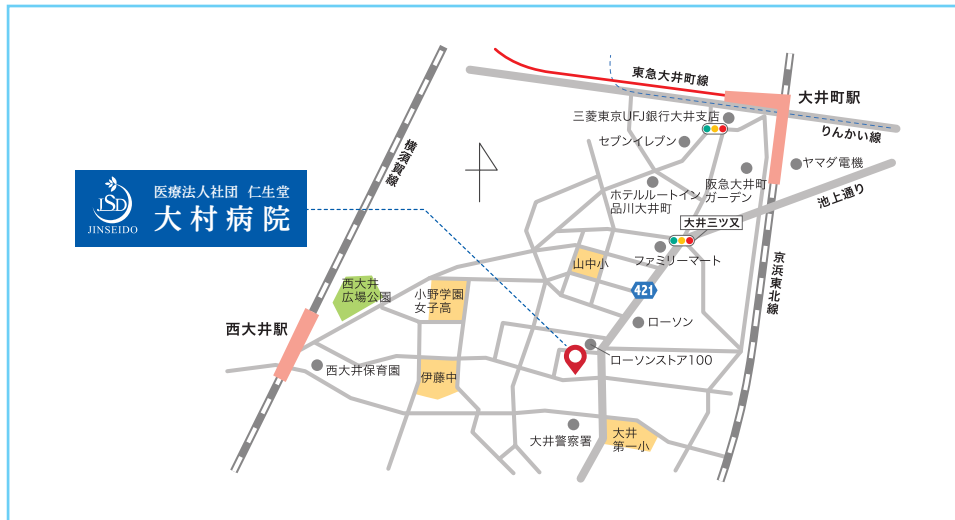 東急大井町線
大井町駅
三菱東京UFJ銀行大井支店
りんかい線
セブンイレブン
横須賀線
ヤマダ電機
阪急大井町
ガーデン
ホテルルートイン
品川大井町
池上通り
JSD
JINSEIDO
医療法人社団 仁生堂
大村病院
大井三ツ又
ファミリーマート
山中小
京浜東北線
西大井
広場公園
小野学園
女子高
421
ローソン
西大井駅
ローソンストア100
西大井保育園
伊藤中
大井警察署
大井
第一小